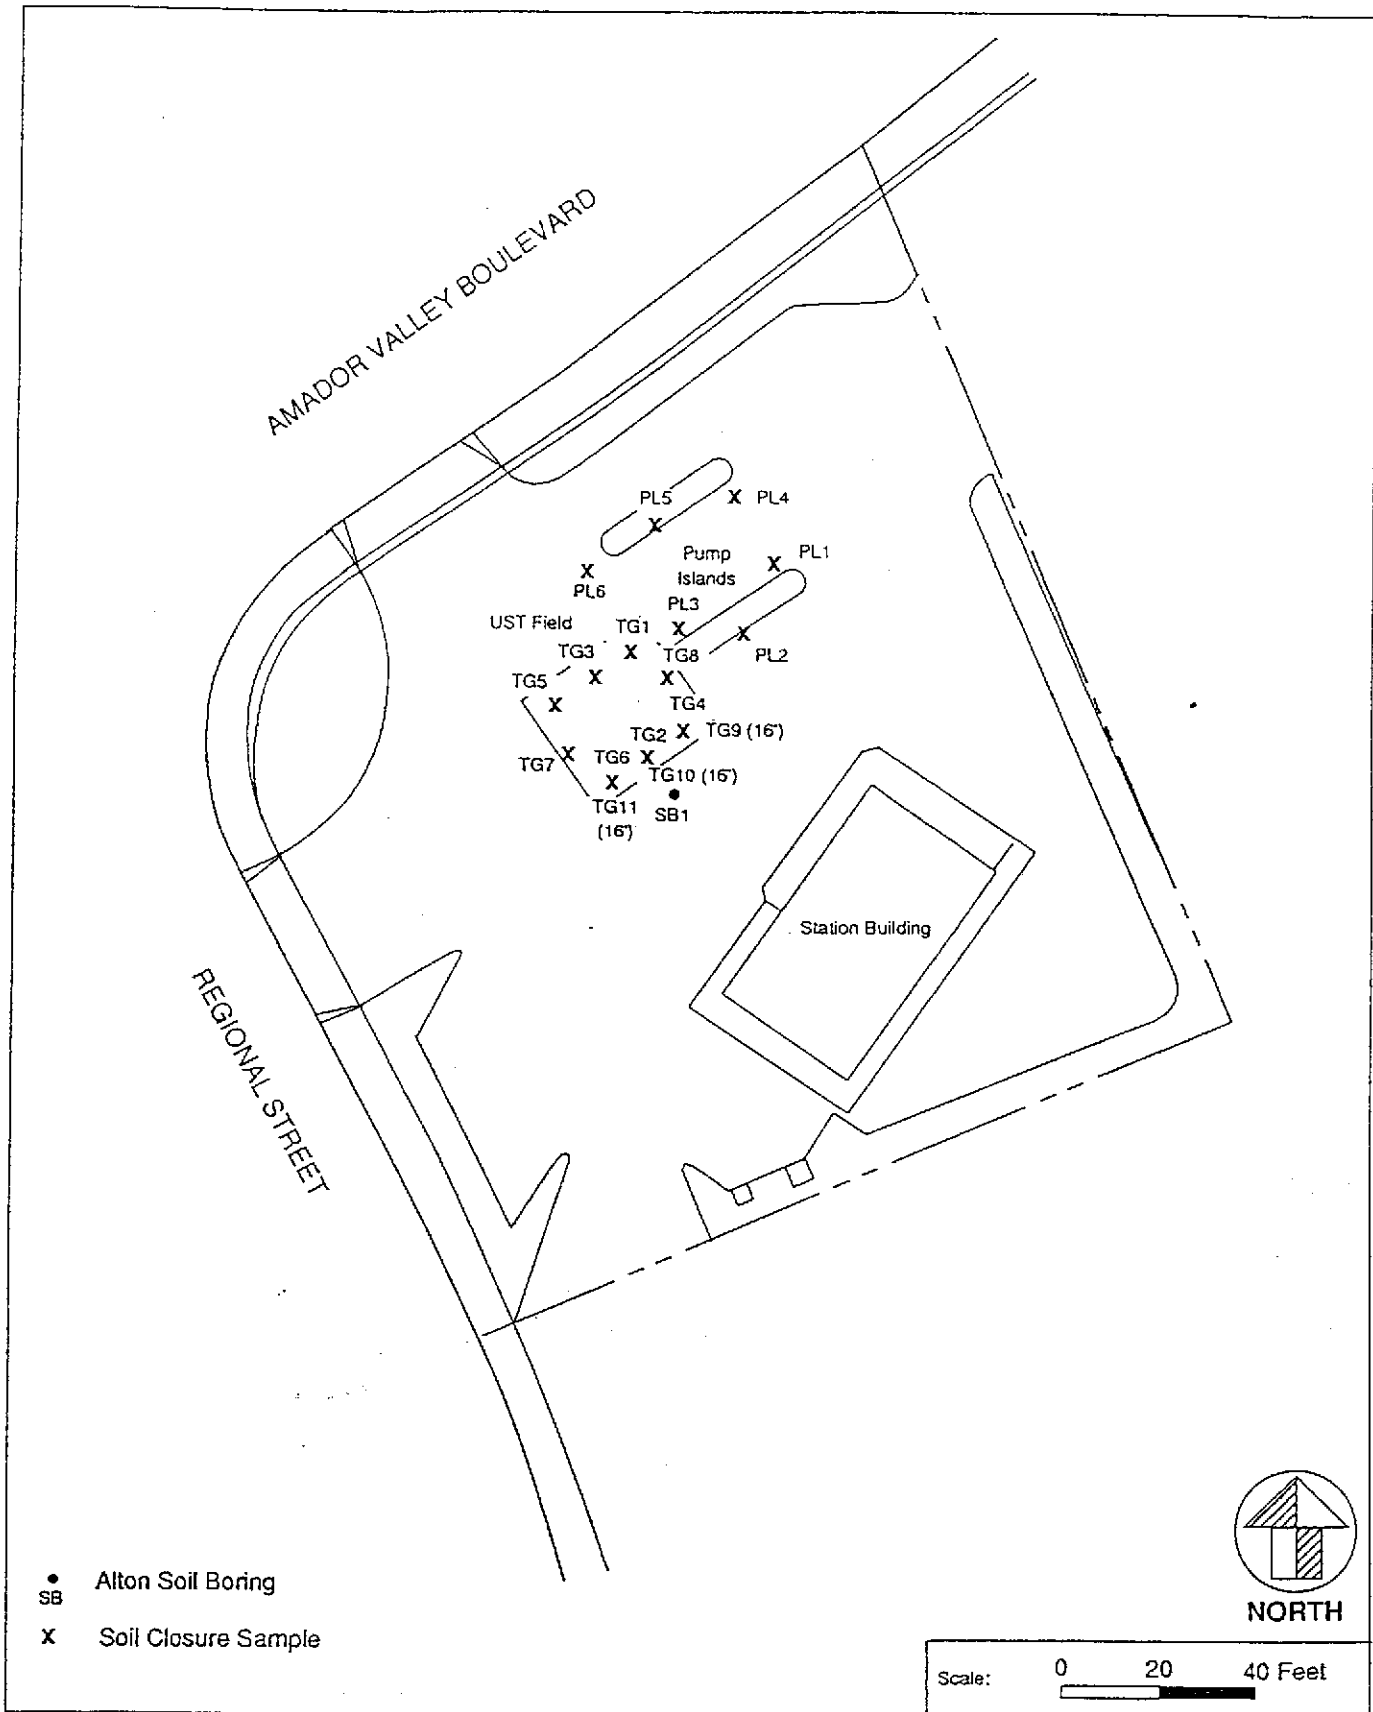 AMADOR VALLEY BOULEVARD
PL5
PL4
Pump
Islands
PL1
PL6
PL3
UST Field
TG1
PL2
TG3
TG8
TG5
TG4
TG2
TG9 (16")
TG7
TG6
TG10 (16")
TG11
(16")
SB1
Station Building
REGIONAL STREET
SB
Alton Soil Boring
X
Soil Closure Sample
NORTH
Scale:
0 20 40 Feet